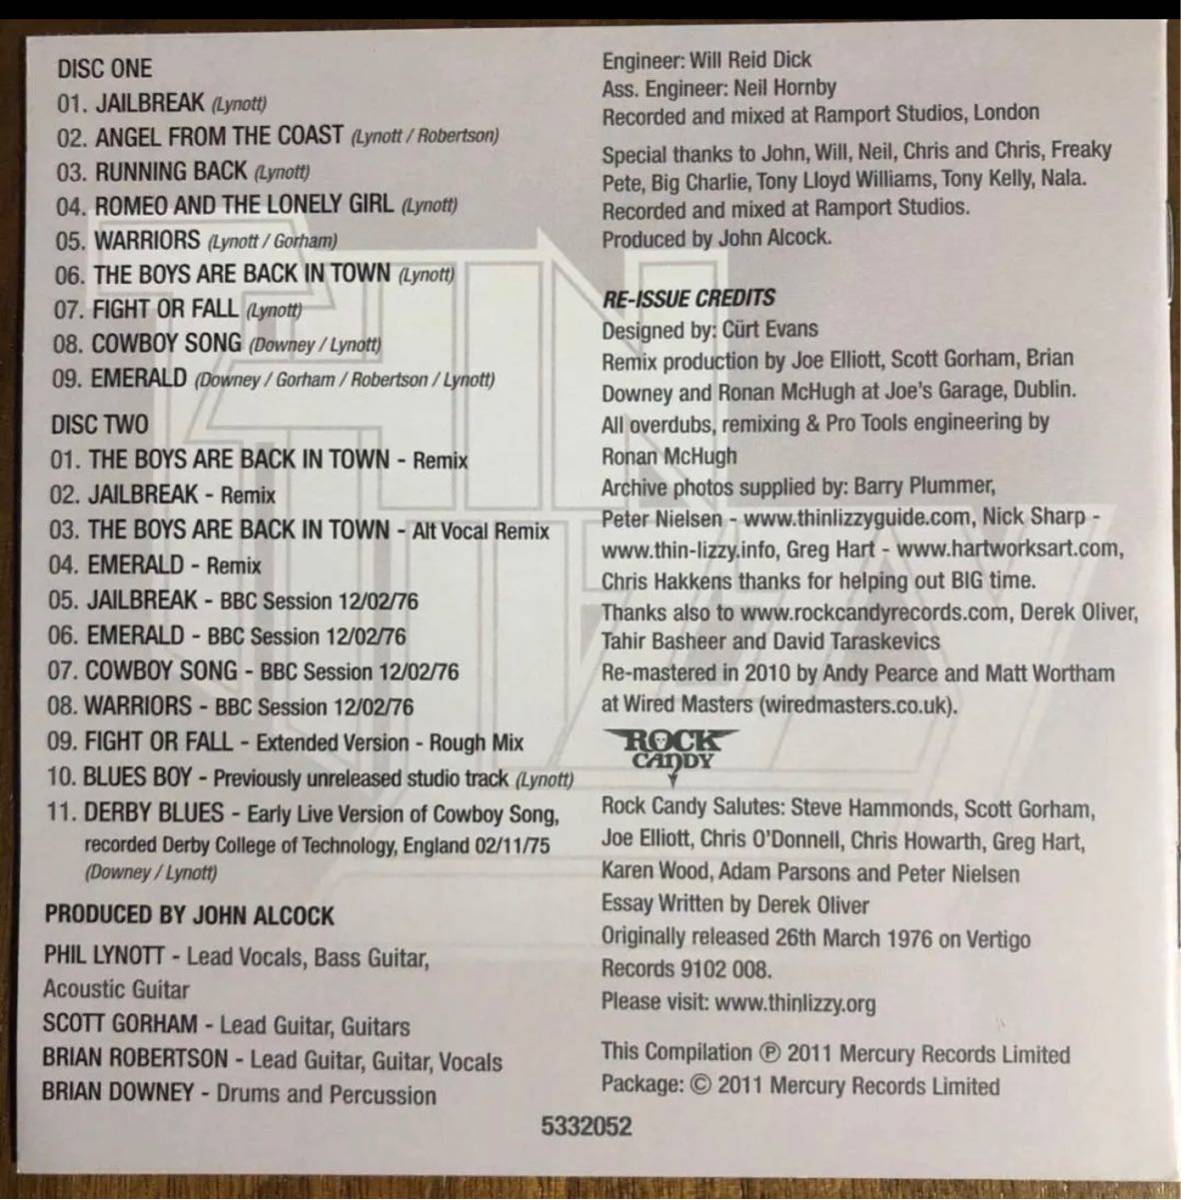 DISC ONE
01. JAILBREAK (Lynott)
02. ANGEL FROM THE COAST (Lynott / Robertson)
03. RUNNING BACK (Lynott)
04. ROMEO AND THE LONELY GIRL (Lynott)
05. WARRIORS (Lynott / Gorham)
06. THE BOYS ARE BACK IN TOWN (Lynott)
07. FIGHT OR FALL (Lynott)
08. COWBOY SONG (Downey / Lynott)
09. EMERALD (Downey / Gorham / Robertson / Lynott)
DISC TWO
01. THE BOYS ARE BACK IN TOWN - Remix
02. JAILBREAK - Remix
03. THE BOYS ARE BACK IN TOWN - Alt Vocal Remix
04. EMERALD - Remix
05. JAILBREAK - BBC Session 12/02/76
06. EMERALD - BBC Session 12/02/76
07. COWBOY SONG - BBC Session 12/02/76
08. WARRIORS - BBC Session 12/02/76
09. FIGHT OR FALL - Extended Version - Rough Mix
10. BLUES BOY - Previously unreleased studio track (Lynott)
11. DERBY BLUES - Early Live Version of Cowboy Song,
recorded Derby College of Technology, England 02/11/75
(Downey / Lynott)
PRODUCED BY JOHN ALCOCK
PHIL LYNOTT - Lead Vocals, Bass Guitar,
Acoustic Guitar
SCOTT GORHAM - Lead Guitar, Guitars
BRIAN ROBERTSON - Lead Guitar, Guitar, Vocals
BRIAN DOWNEY - Drums and Percussion
Engineer: Will Reid Dick
Ass. Engineer: Neil Hornby
Recorded and mixed at Ramport Studios, London
Special thanks to John, Will, Neil, Chris and Chris, Freaky
Pete, Big Charlie, Tony Lloyd Williams, Tony Kelly, Nala.
Recorded and mixed at Ramport Studios.
Produced by John Alcock.
RE-ISSUE CREDITS
Designed by: Cürt Evans
Remix production by Joe Elliott, Scott Gorham, Brian
Downey and Ronan McHugh at Joe's Garage, Dublin.
All overdubs, remixing & Pro Tools engineering by
Ronan McHugh
Archive photos supplied by: Barry Plummer,
Peter Nielsen - www.thinlizzyguide.com, Nick Sharp -
www.thin-lizzy.info, Greg Hart - www.hartworksart.com,
Chris Hakkens thanks for helping out BIG time.
Thanks also to www.rockcandyrecords.com, Derek Oliver,
Tahir Basheer and David Taraskevics
Re-mastered in 2010 by Andy Pearce and Matt Wortham
at Wired Masters (wiredmasters.co.uk).
ROCK
CANDY
Rock Candy Salutes: Steve Hammonds, Scott Gorham,
Joe Elliott, Chris O'Donnell, Chris Howarth, Greg Hart,
Karen Wood, Adam Parsons and Peter Nielsen
Essay Written by Derek Oliver
Originally released 26th March 1976 on Vertigo
Records 9102 008.
Please visit: www.thinlizzy.org
This Compilation ℗ 2011 Mercury Records Limited
Package: © 2011 Mercury Records Limited
5332052
THIN
LIZZY